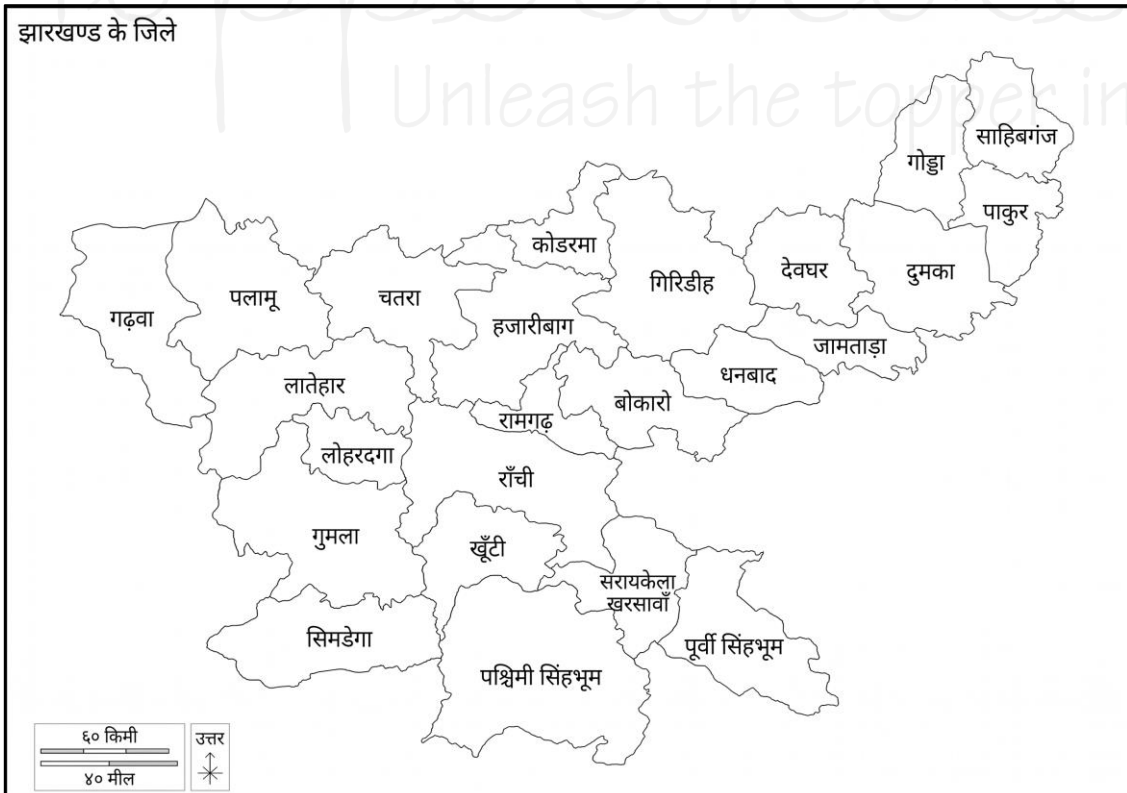 झारखण्ड के जिले
Unleash the topper in
साहिबगंज
गोड्डा
पाकुर
कोडरमा
देवघर
दुमका
गिरिडीह
पलामू
चतरा
गढ़वा
हजारीबाग
जामताड़ा
धनबाद
लातेहार
बोकारो
रामगढ़
लोहरदगा
राँची
गुमला
खूँटी
सरायकेला
खरसावाँ
सिमडेगा
पूर्वी सिंहभूम
पश्चिमी सिंहभूम
६० किमी
४० मील
उत्तर